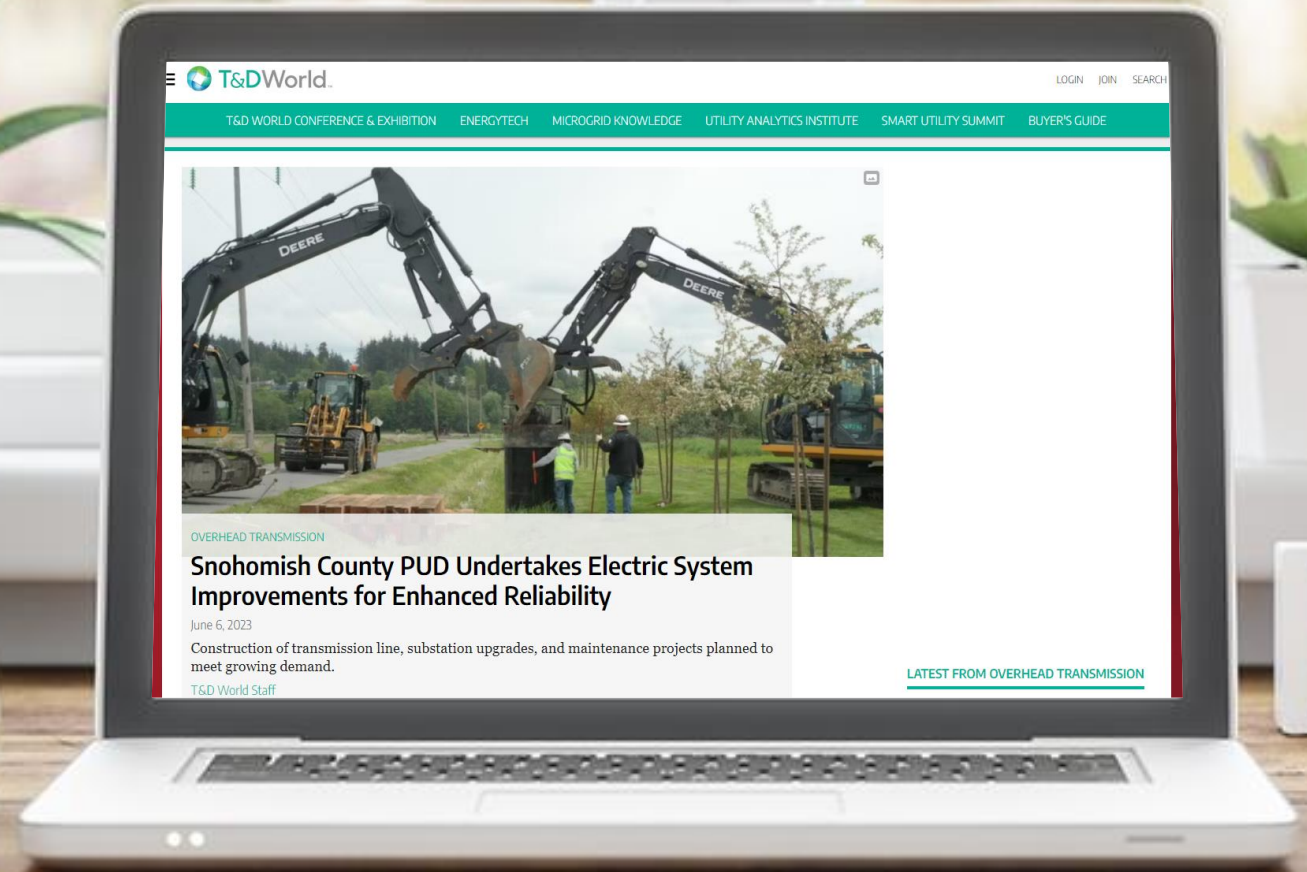 T&DWorld
LOGIN JOIN SEARCH
T&D WORLD CONFERENCE & EXHIBITION ENERGYTECH MICROGRID KNOWLEDGE UTILITY ANALYTICS INSTITUTE SMART UTILITY SUMMIT BUYER'S GUIDE
DEERE
DEERE
OVERHEAD TRANSMISSION
Snohomish County PUD Undertakes Electric System
Improvements for Enhanced Reliability
June 6, 2023
Construction of transmission line, substation upgrades, and maintenance projects planned to
meet growing demand.
T&D World Staff
LATEST FROM OVERHEAD TRANSMISSION